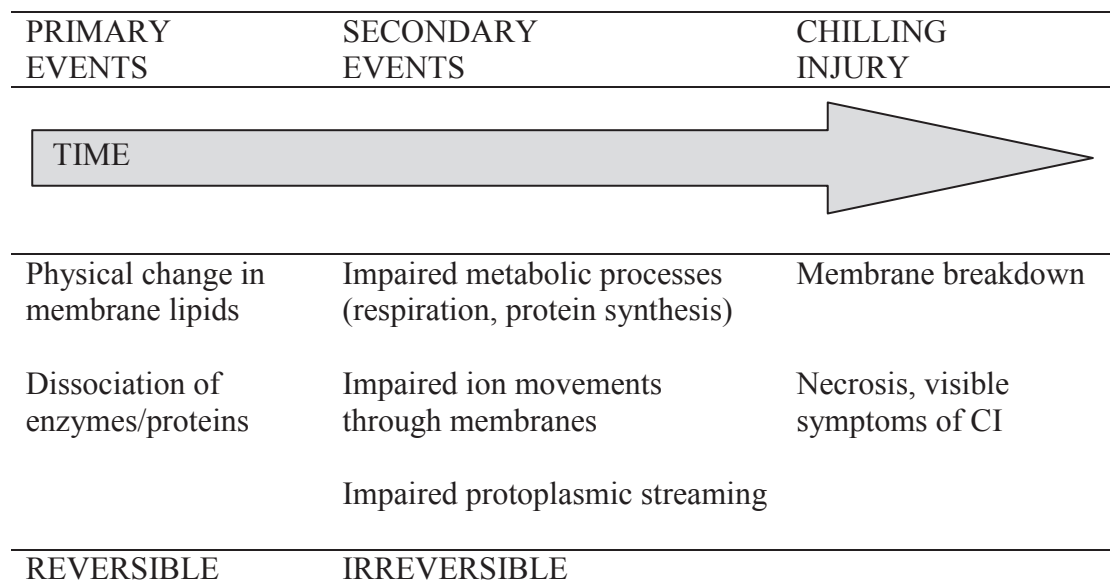 PRIMARY EVENTS
SECONDARY EVENTS
CHILLING INJURY
TIME
Physical change in membrane lipids
Impaired metabolic processes (respiration, protein synthesis)
Membrane breakdown
Dissociation of enzymes/proteins
Impaired ion movements through membranes
Necrosis, visible symptoms of CI
Impaired protoplasmic streaming
REVERSIBLE
IRREVERSIBLE